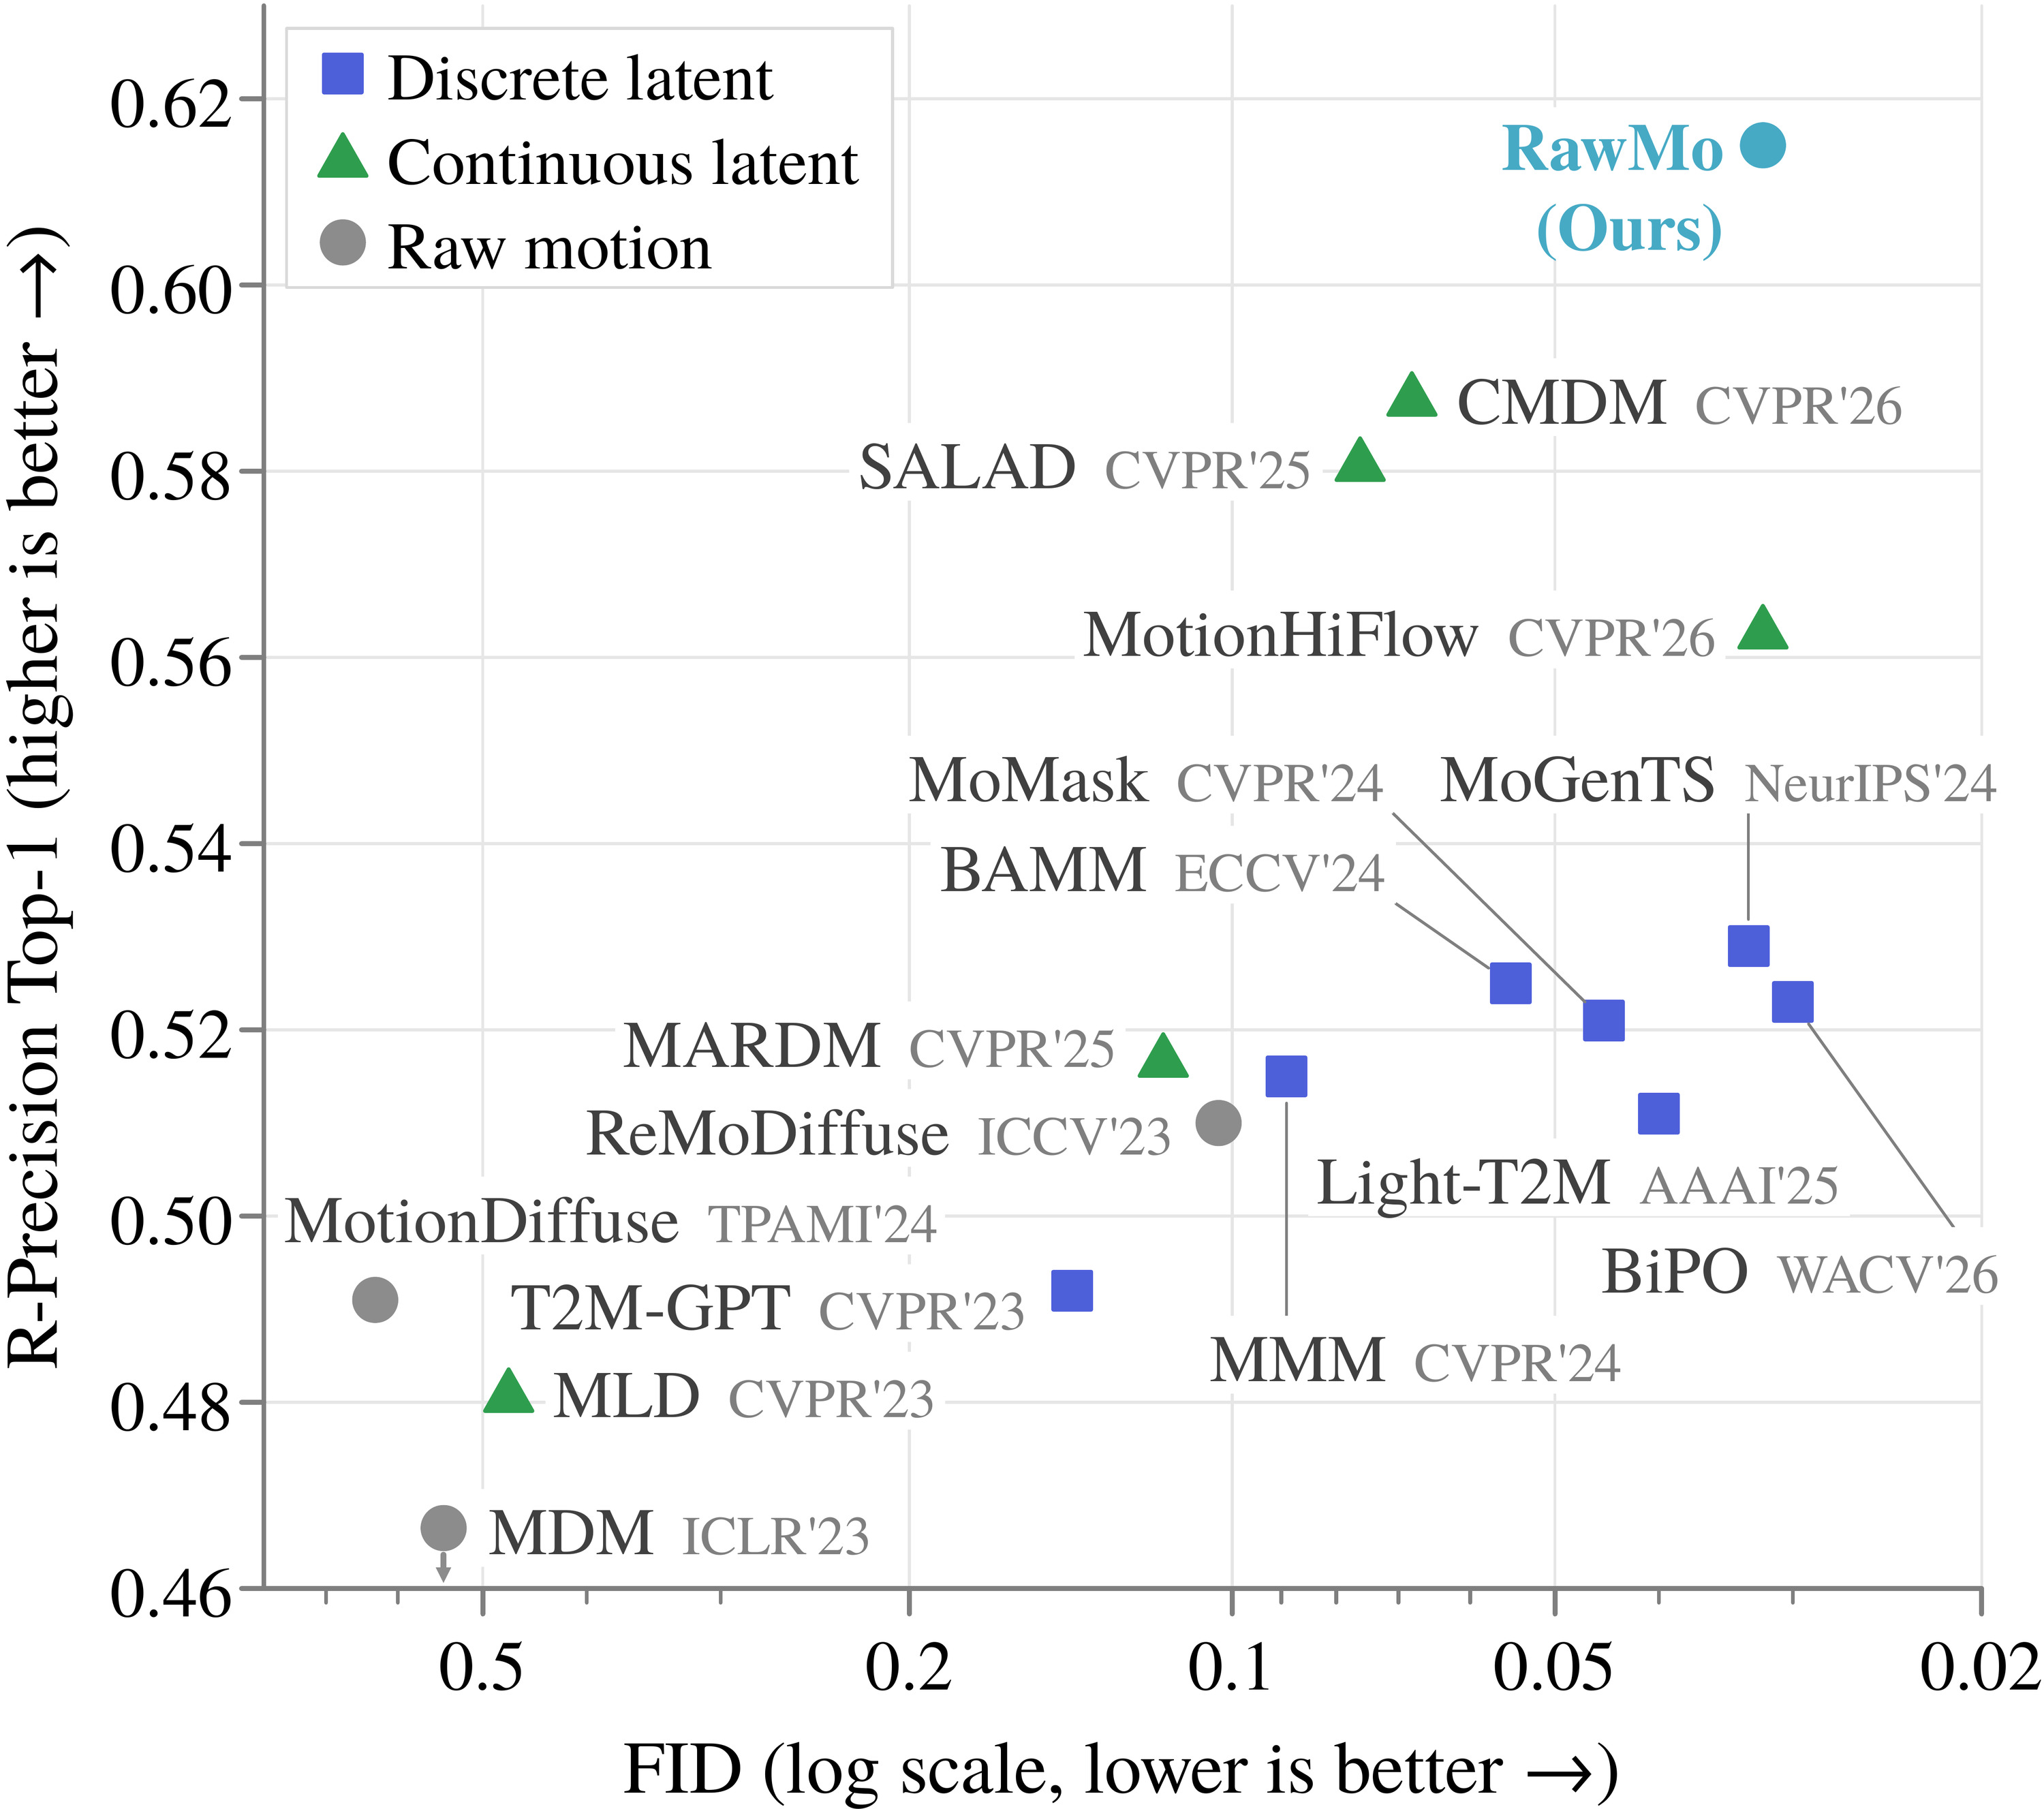 Discrete latent
Continuous latent
Raw motion
R-Precision Top-1 (higher is better →)
0.62
0.60
0.58
0.56
0.54
0.52
0.50
0.48
0.46
RawMo
(Ours)
CMDM CVPR'26
SALAD CVPR'25
MotionHiFlow CVPR'26
MoMask CVPR'24
MoGenTS NeurIPS'24
BAMM ECCV'24
MARDM CVPR'25
ReMoDiffuse ICCV'23
Light-T2M AAAI'25
MotionDiffuse TPAMI'24
BiPO WACV'26
T2M-GPT CVPR'23
MMM CVPR'24
MLD CVPR'23
MDM ICLR'23
0.5
0.2
0.1
0.05
0.02
FID (log scale, lower is better →)